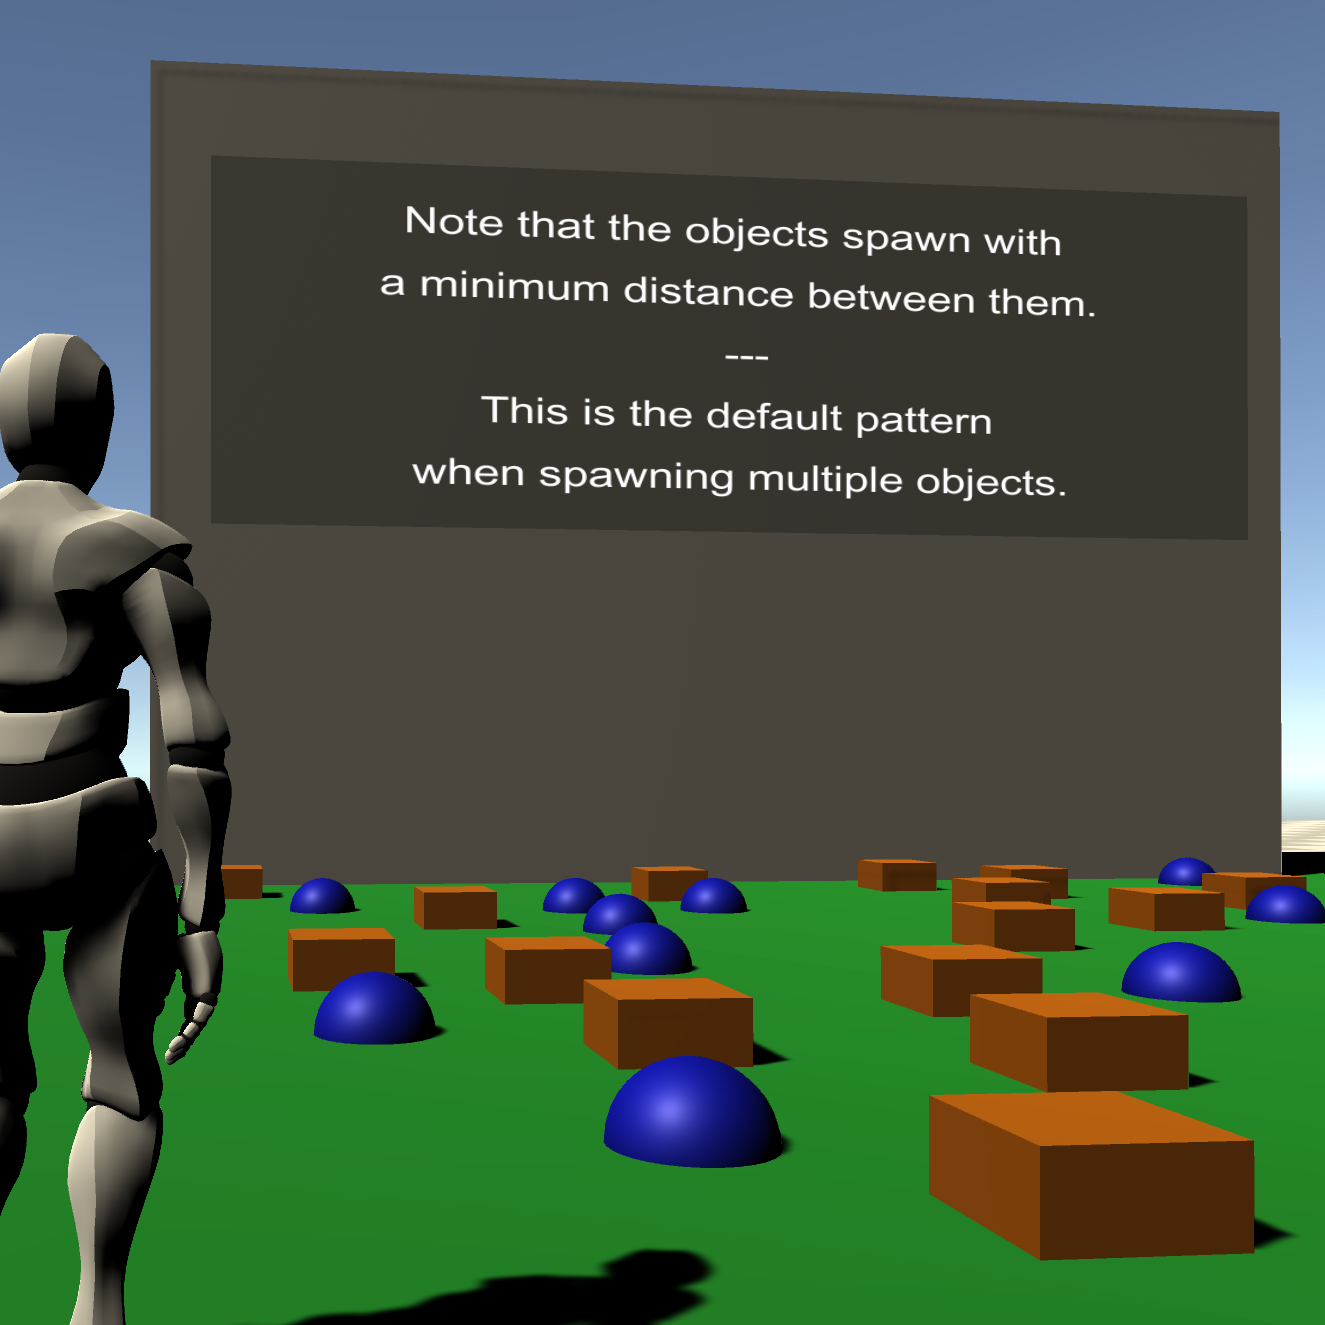 Note that the objects spawn with
a minimum distance between them.
---
This is the default pattern
when spawning multiple objects.